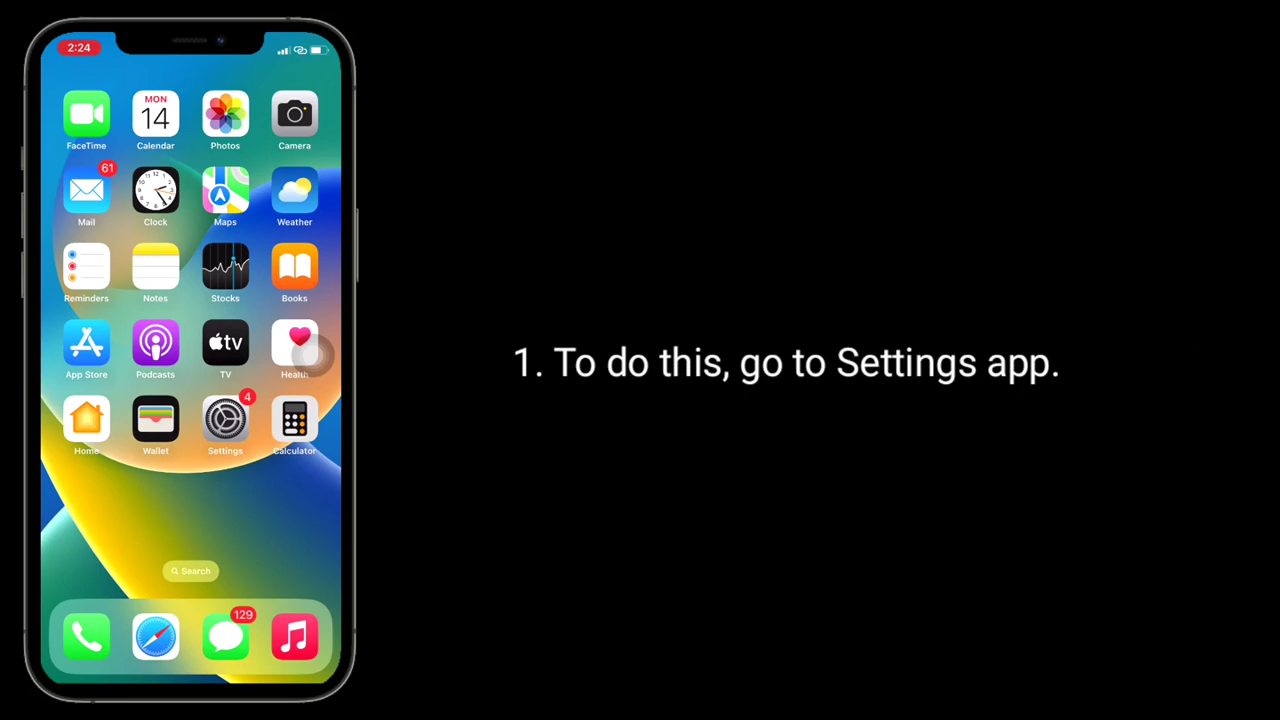 2:24
MON
14
FaceTime
Calendar
Photos
Camera
61
12
Mail
Clock
Maps
Weather
Reminders
Notes
Stocks
Books
tv
App Store
Podcasts
TV
Health
4
Home
Wallet
Settings
Calculator
Search
129
1. To do this, go to Settings app.